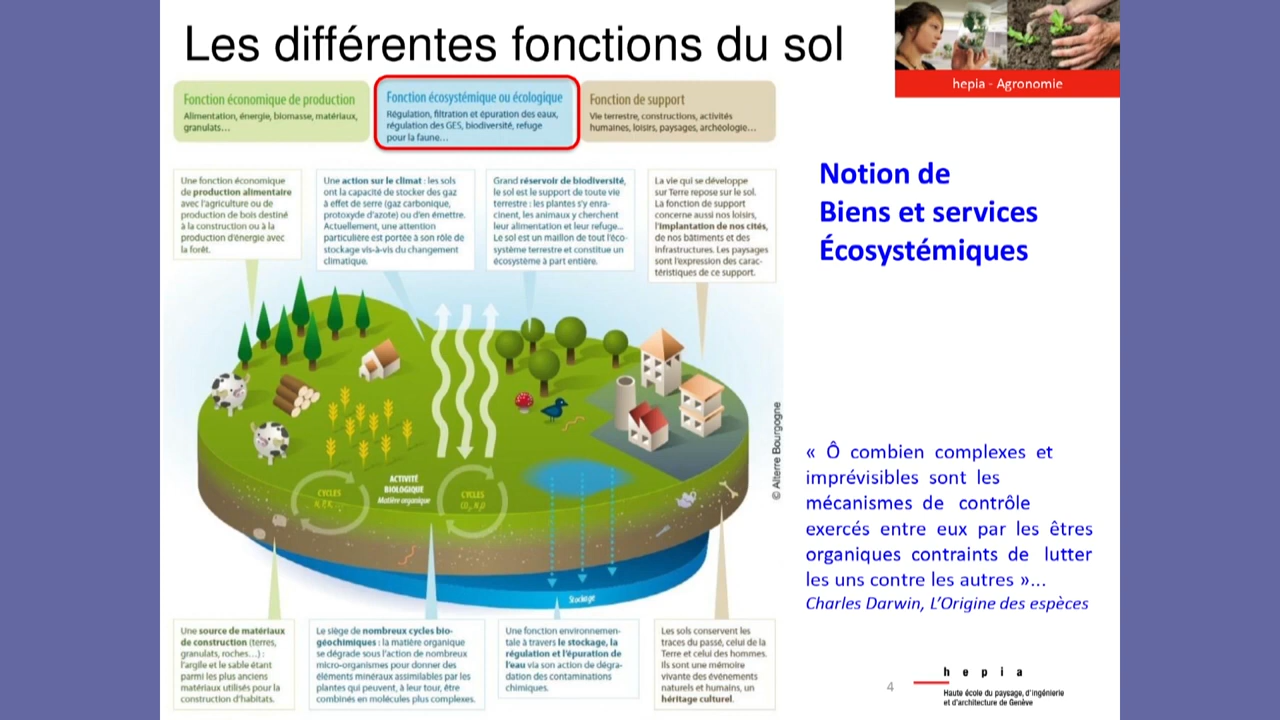 Les différentes fonctions du sol
hepia - Agronomie
Fonction économique de production
Alimentation, énergie, biomasse, matériaux,
granulats...
Fonction écosystémique ou écologique
Régulation, filtration et épuration des eaux,
régulation des GES, biodiversité, refuge
pour la faune...
Fonction de support
Vie terrestre, constructions, activités
humaines, loisirs, paysages, archéologie...
Une fonction économique
de production alimentaire
avec l'agriculture ou de
production de bois destiné
à la construction ou à la
production d'énergie avec
la forêt.
Une action sur le climat : les sols
ont la capacité de stocker des gaz
à effet de serre (gaz carbonique,
protoxyde d'azote) ou d'en émettre.
Actuellement, une attention
particulière est portée à son rôle de
stockage vis-à-vis du changement
climatique.
Grand réservoir de biodiversité,
le sol est le support de toute vie
terrestre : les plantes s'y enra-
cinent, les animaux y cherchent
leur alimentation et leur refuge...
Le sol est un maillon de tout l'éco-
système terrestre et constitue un
écosystème à part entière.
La vie qui se développe
sur Terre repose sur le sol.
La fonction de support
concerne aussi nos loisirs,
l'implantation de nos cités,
de nos bâtiments et des
infrastructures. Les paysages
sont l'expression des carac-
téristiques de ce support.
Notion de
Biens et services
Écosystémiques
CYCLES
ACTIVITÉ
BIOLOGIQUE
Matière organique
CYCLES
Stockage
© Alterre Bourgogne
« Ô combien complexes et
imprévisibles sont les
mécanismes de contrôle
exercés entre eux par les êtres
organiques contraints de lutter
les uns contre les autres »...
Charles Darwin, L'Origine des espèces
Une source de matériaux
de construction (terres,
granulats, roches...) :
l'argile et le sable étant
parmi les plus anciens
matériaux utilisés pour la
construction d'habitats.
Le siège de nombreux cycles bio-
géochimiques : la matière organique
se dégrade sous l'action de nombreux
micro-organismes pour donner des
éléments minéraux assimilables par les
plantes qui peuvent, à leur tour, être
combinés en molécules plus complexes.
Une fonction environnemen-
tale à travers le stockage, la
régulation et l'épuration de
l'eau via son action de dégra-
dation des contaminations
chimiques.
Les sols conservent les
traces du passé, celui de la
Terre et celui des hommes.
Ils sont une mémoire
vivante des événements
naturels et humains, un
héritage culturel.
4
hepia
Haute école du paysage, d'ingénierie
et d'architecture de Genève